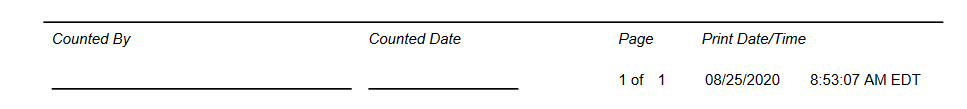 Counted By Counted Date Page Print Date/Time
1 of 1 08/25/2020 8:53:07 AM EDT